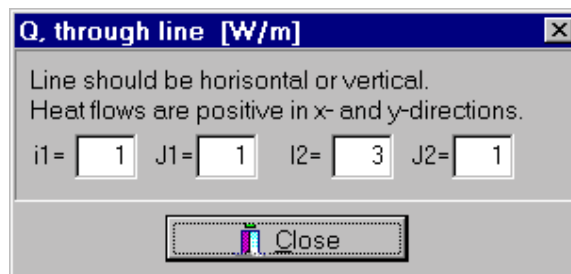 Q, through line [W/m]
Line should be horisontal or vertical.
Heat flows are positive in x- and y-directions.
i1= 1 J1= 1 I2= 3 J2= 1
Close